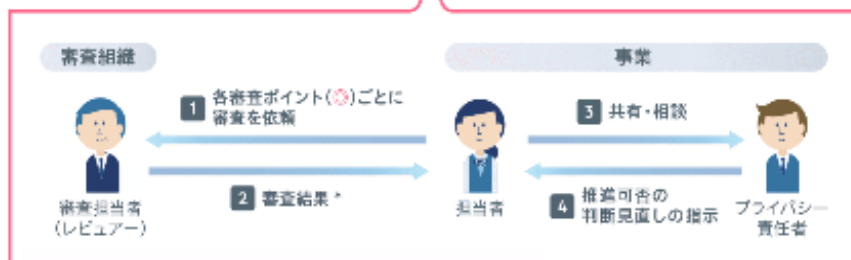 審査組織
事業
1 各審査ポイント(◎)ごとに
審査を依頼
3 共有・相談
2 審査結果 *
4 推進可否の
判断見直しの指示
審査担当者
(レビュアー)
担当者
プライバシー
責任者